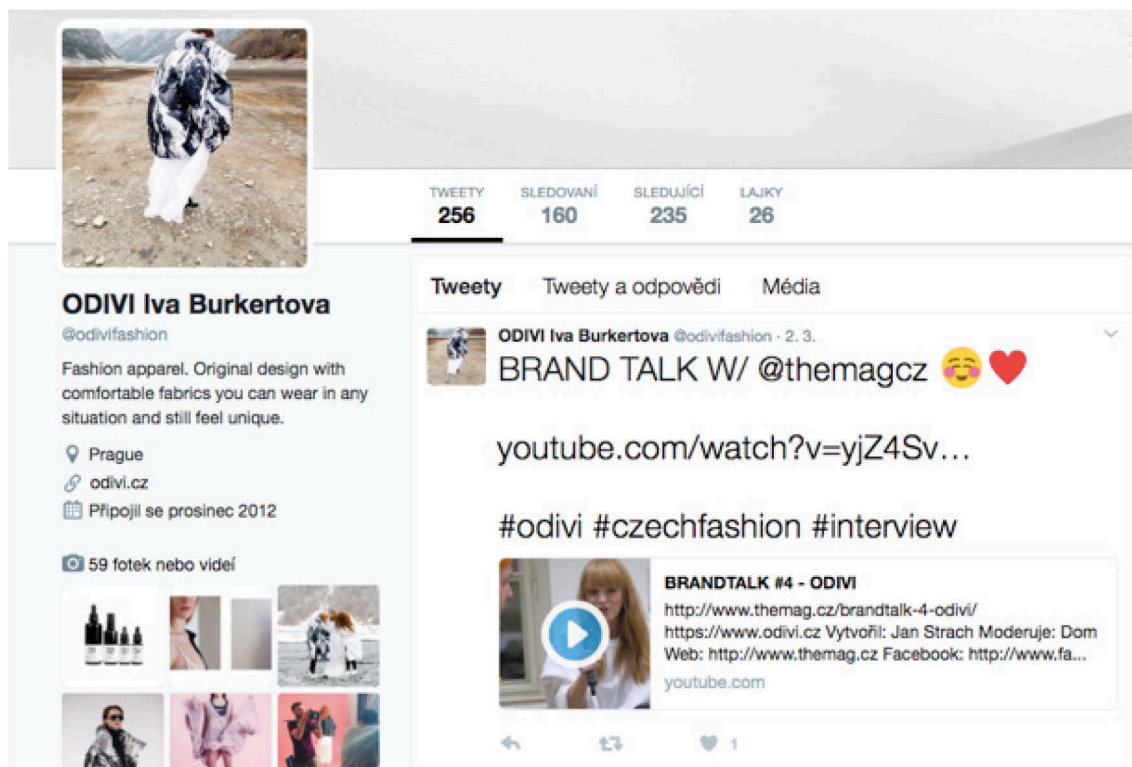 TWEETY SLEDOVANÍ SLEDUJÍCÍ LAJKY
256 160 235 26
ODIVI Iva Burkertova
@odivifashion
Fashion apparel. Original design with
comfortable fabrics you can wear in any
situation and still feel unique.
Prague
odivi.cz
Připojil se prosinec 2012
59 fotek nebo videí
Tweety Tweety a odpovědi Média
ODIVI Iva Burkertova @odivifashion · 2. 3.
BRAND TALK W/ @themagcz ☺️❤️
youtube.com/watch?v=yjZ4Sv…
#odivi #czechfashion #interview
BRANDTALK #4 - ODIVI
http://www.themag.cz/brandtalk-4-odivi/
https://www.odivi.cz Vytvořil: Jan Strach Moderuje: Dom
Web: http://www.themag.cz Facebook: http://www.fa...
youtube.com
1